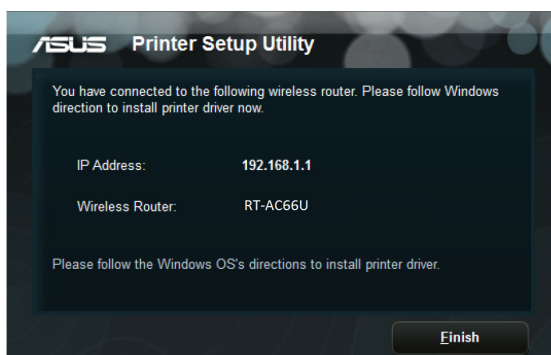 ASUS Printer Setup Utility
You have connected to the following wireless router. Please follow Windows
direction to install printer driver now.
IP Address: 192.168.1.1
Wireless Router: RT-AC66U
Please follow the Windows OS's directions to install printer driver.
Finish